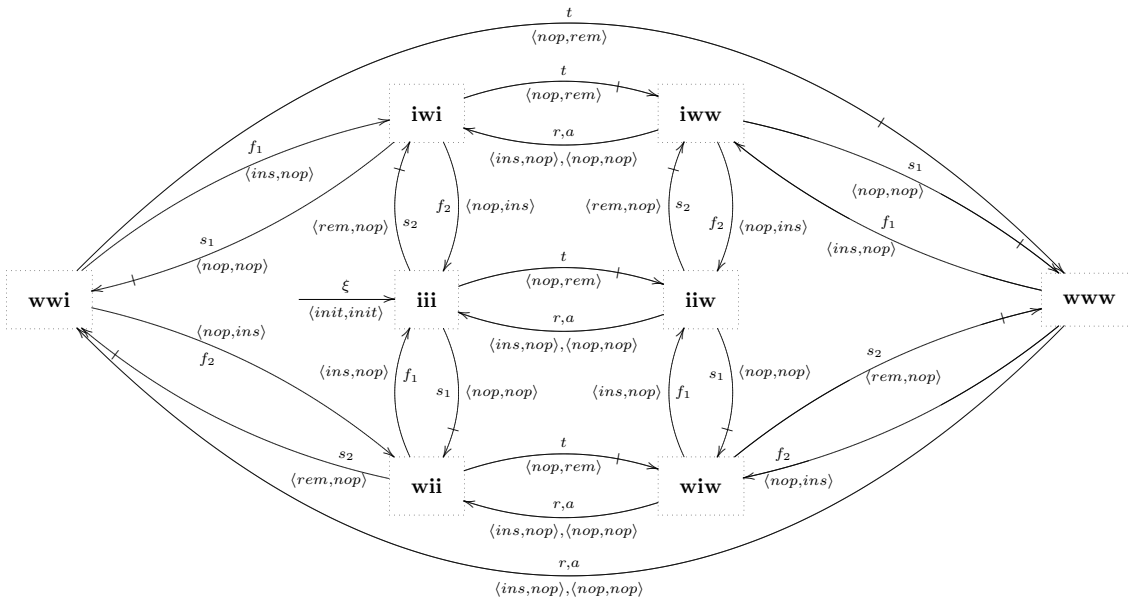 t
⟨nop,rem⟩
iwi
t
⟨nop,rem⟩
iww
r,a
⟨ins,nop⟩,⟨nop,nop⟩
f₁
⟨ins,nop⟩
s₁
⟨nop,nop⟩
⟨rem,nop⟩
s₂
f₂
⟨nop,ins⟩
⟨rem,nop⟩
s₂
f₂
⟨nop,ins⟩
f₁
⟨ins,nop⟩
s₁
⟨nop,nop⟩
wwi
ξ
⟨init,init⟩
iii
t
⟨nop,rem⟩
iiw
r,a
⟨ins,nop⟩,⟨nop,nop⟩
www
⟨nop,ins⟩
f₂
⟨ins,nop⟩
f₁
s₁
⟨nop,nop⟩
⟨ins,nop⟩
f₁
s₁
⟨nop,nop⟩
s₂
⟨rem,nop⟩
s₂
⟨rem,nop⟩
wii
t
⟨nop,rem⟩
wiw
r,a
⟨ins,nop⟩,⟨nop,nop⟩
f₂
⟨nop,ins⟩
r,a
⟨ins,nop⟩,⟨nop,nop⟩